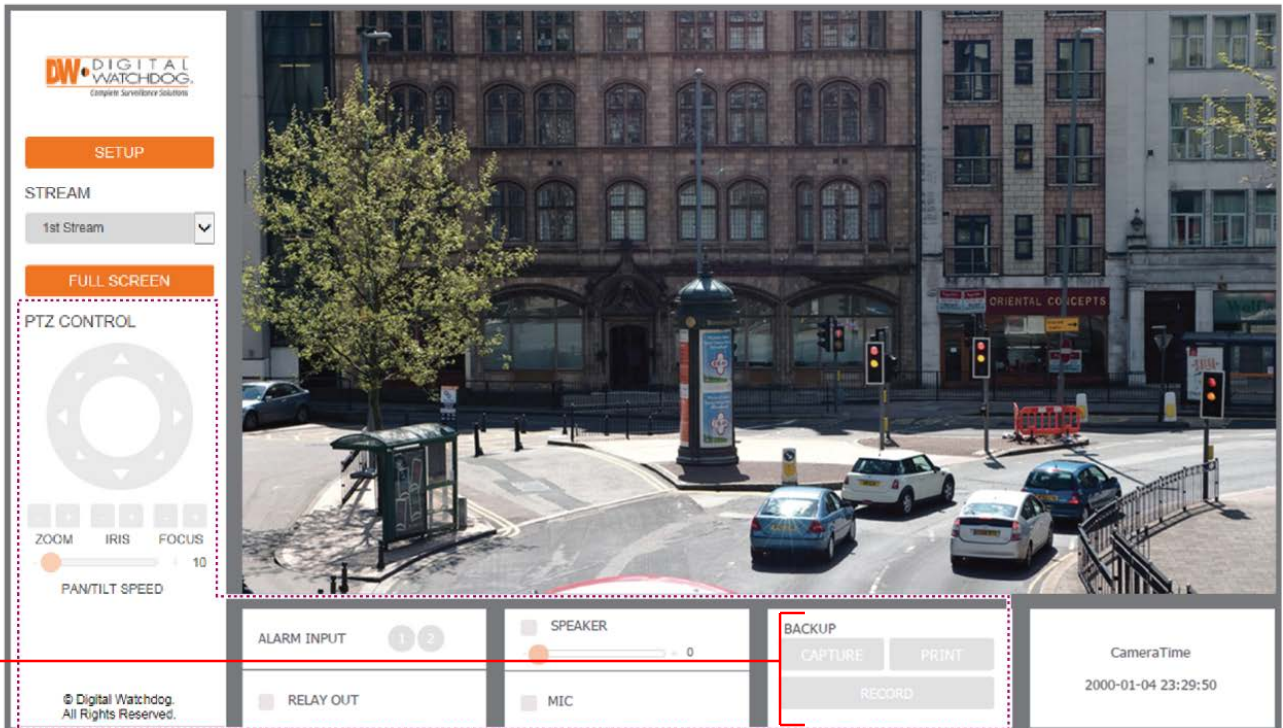 DW DIGITAL
WATCHDOG.
Complete Surveillance Solutions
SETUP
STREAM
1st Stream
FULL SCREEN
PTZ CONTROL
- + - + - +
ZOOM IRIS FOCUS
- + 10
PAN/TILT SPEED
© Digital Watchdog.
All Rights Reserved.
ORIENTAL CONCEPTS
ALARM INPUT 1 2
RELAY OUT
SPEAKER
- + 0
MIC
BACKUP
CAPTURE PRINT
RECORD
CameraTime
2000-01-04 23:29:50